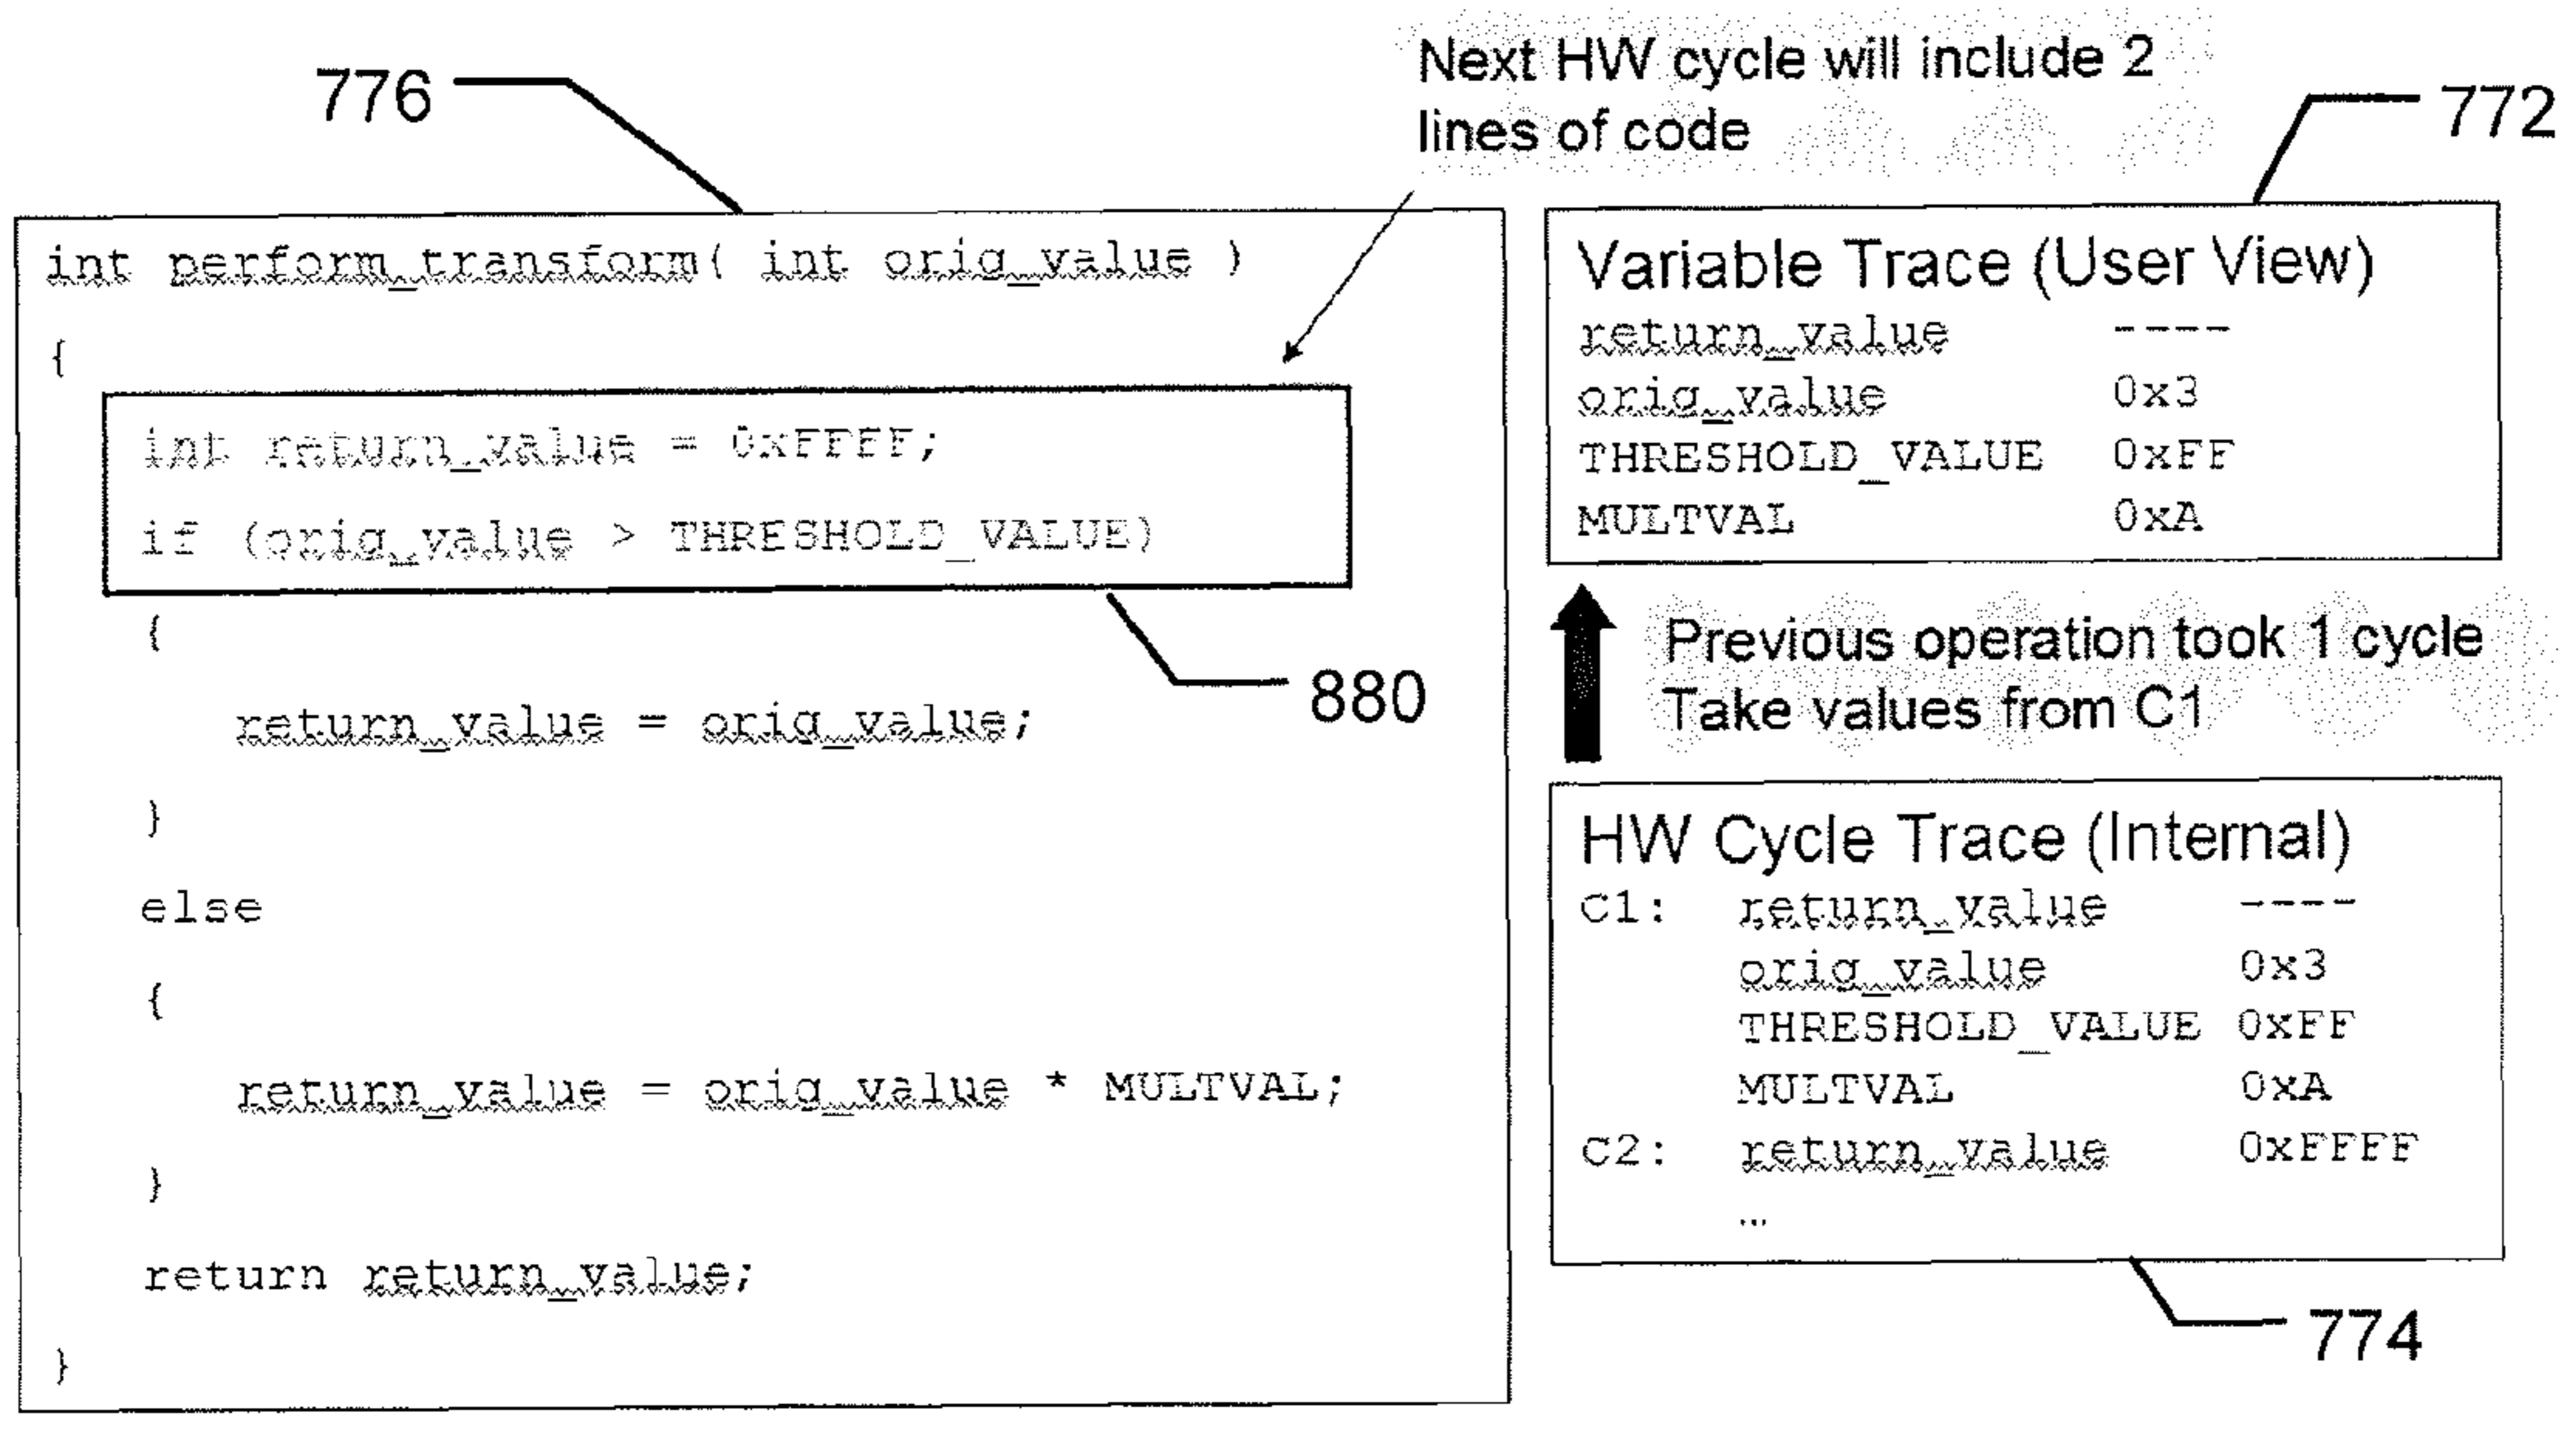 776
Next HW cycle will include 2
lines of code
772
int perform_transform( int orig_value )
{
int return_value = 0xFFFF;
if (orig_value > THRESHOLD_VALUE)
{
880
return_value = orig_value;
}
else
{
return_value = orig_value * MULTVAL;
}
return return_value;
}
Variable Trace (User View)
return_value ----
orig_value 0x3
THRESHOLD_VALUE 0xFF
MULTVAL 0xA
Previous operation took 1 cycle
Take values from C1
HW Cycle Trace (Internal)
C1: return_value ----
orig_value 0x3
THRESHOLD_VALUE 0xFF
MULTVAL 0xA
C2: return_value 0xFFFF
...
774